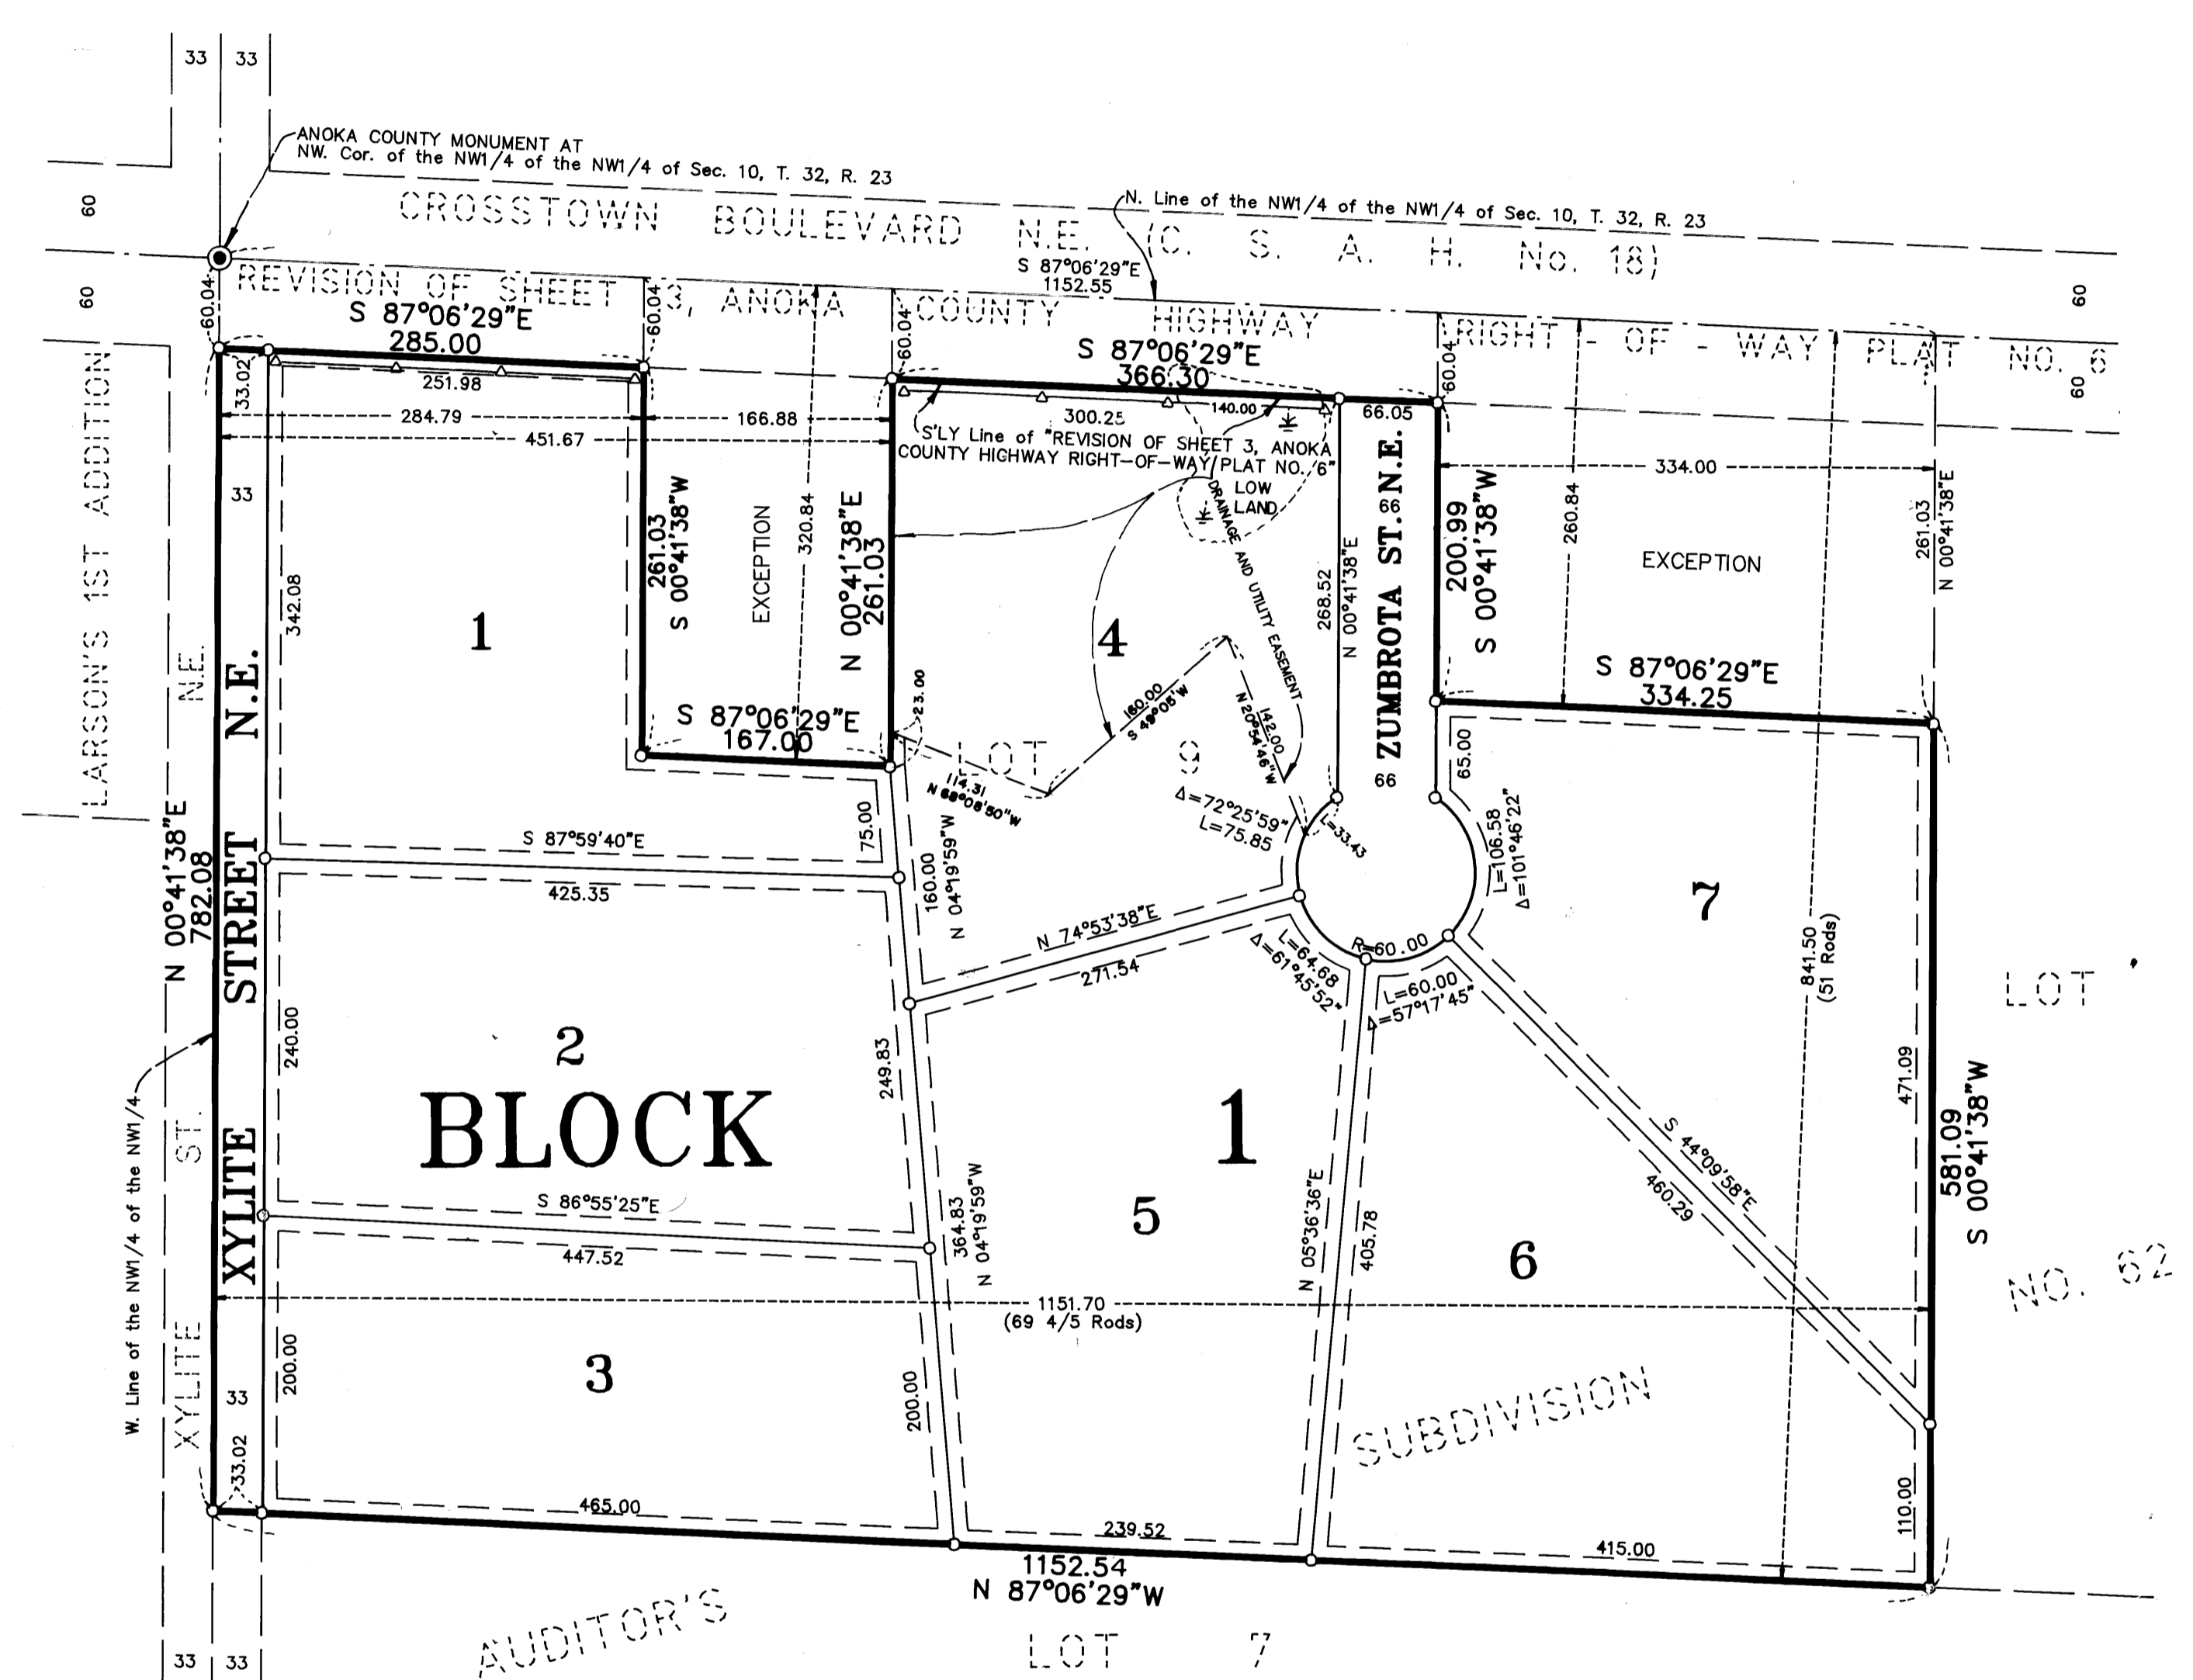 33
33
ANOKA COUNTY MONUMENT AT
NW. Cor. of the NW1/4 of the NW1/4 of Sec. 10, T. 32, R. 23
60
CROSSTOWN BOULEVARD N.E. (C. S. A. H. No. 18)
N. Line of the NW1/4 of the NW1/4 of Sec. 10, T. 32, R. 23
S 87°06'29"E
1152.55
60
60
REVISION OF SHEET 3, ANOKA COUNTY HIGHWAY RIGHT - OF - WAY PLAT NO. 6
60.04
60.04
60.04
60.04
60
S 87°06'29"E
285.00
S 87°06'29"E
366.30
33.02
251.98
284.79
166.88
451.67
300.25
140.00
66.05
S'LY Line of "REVISION OF SHEET 3, ANOKA
COUNTY HIGHWAY RIGHT-OF-WAY PLAT NO. 6"
LOW
LAND
334.00
LARSON'S 1ST ADDITION
33
342.08
1
261.03
S 00°41'38"W
EXCEPTION
320.84
N 00°41'38"E
261.03
4
DRAINAGE AND UTILITY EASEMENT
268.52
N 00°41'38"E
ZUMBROTA ST. N.E.
66
66
200.99
S 00°41'38"W
260.84
EXCEPTION
261.03
N 00°41'38"E
S 87°06'29"E
334.25
S 87°06'29"E
167.00
23.00
160.00
S 49°05'W
142.00
N 20°54'46"W
114.31
N 68°08'50"W
LOT 9
65.00
Δ=72°25'59"
L=75.85
L=33.43
L=106.58
Δ=101°46'22"
7
N 00°41'38"E
782.08
XYLITE STREET N.E.
XYLITE ST. N.E.
S 87°59'40"E
425.35
75.00
160.00
N 04°19'59"W
N 74°53'38"E
271.54
R=60.00
L=64.68
Δ=61°45'52"
L=60.00
Δ=57°17'45"
841.50
(51 Rods)
LOT
240.00
2
BLOCK 1
249.83
471.09
581.09
S 00°41'38"W
W. Line of the NW1/4 of the NW1/4
S 86°55'25"E
447.52
364.83
N 04°19'59"W
5
N 05°36'36"E
405.78
6
S 44°09'58"E
460.29
NO. 62
1151.70
(69 4/5 Rods)
200.00
3
200.00
33
33.02
SUBDIVISION
465.00
239.52
415.00
110.00
1152.54
N 87°06'29"W
AUDITOR'S
LOT 7
33
33